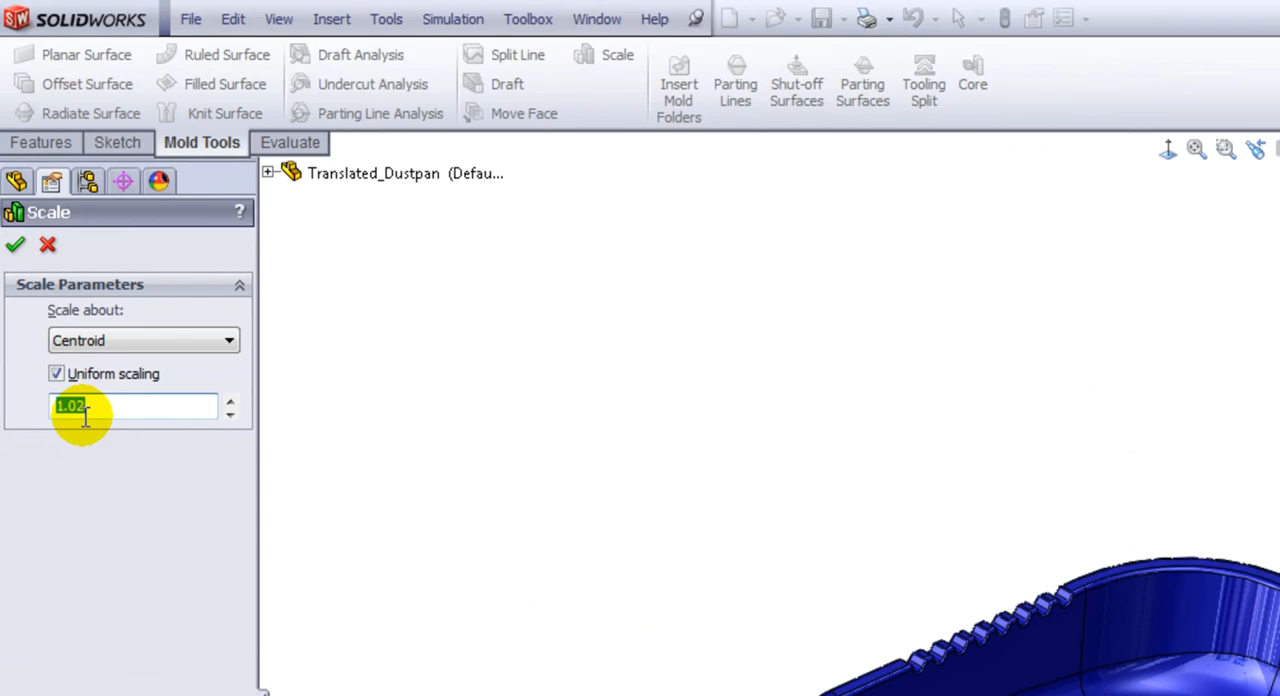 SW SOLIDWORKS File Edit View Insert Tools Simulation Toolbox Window Help
Planar Surface Ruled Surface Draft Analysis Split Line Scale
Offset Surface Filled Surface Undercut Analysis Draft
Radiate Surface Knit Surface Parting Line Analysis Move Face
Insert Mold Folders
Parting Lines
Shut-off Surfaces
Parting Surfaces
Tooling Split
Core
Features Sketch Mold Tools Evaluate
Translated_Dustpan (Defau...
Scale ?
Scale Parameters
Scale about:
Centroid
Uniform scaling
1.02